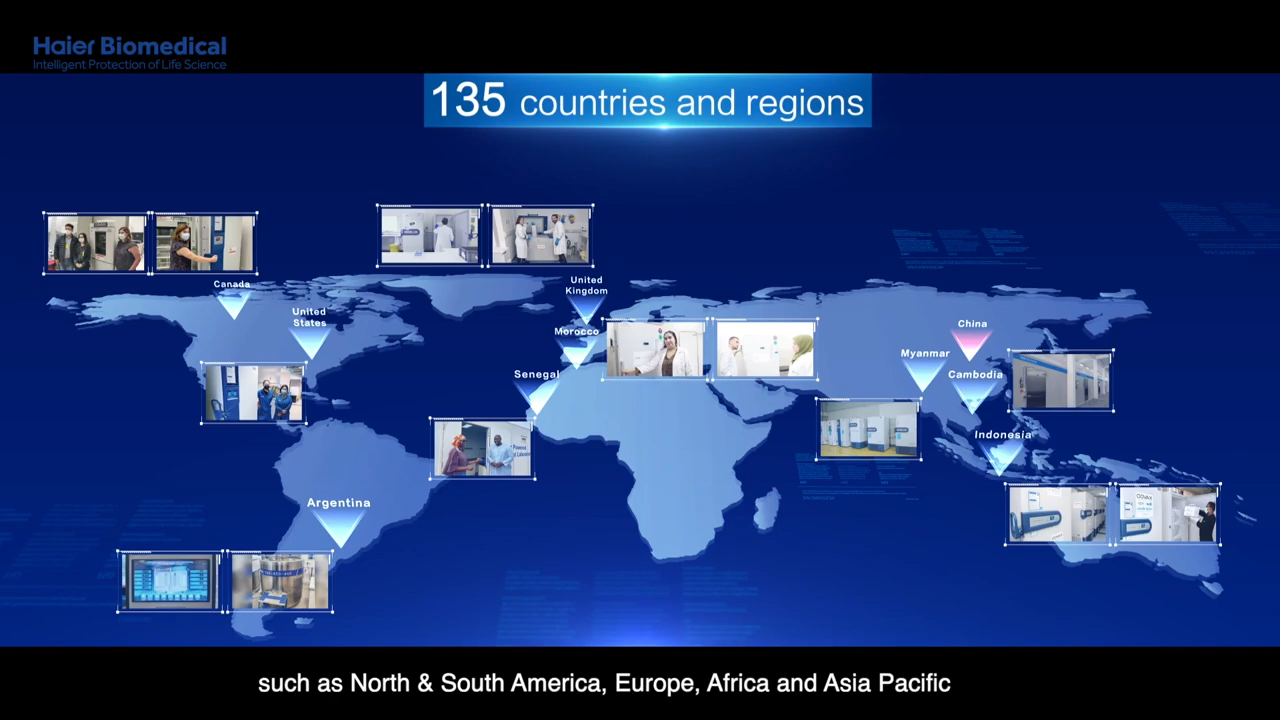 Haier Biomedical
Intelligent Protection of Life Science
135 countries and regions
Canada
United
States
United
Kingdom
Morocco
Senegal
China
Myanmar
Cambodia
Indonesia
Argentina
such as North & South America, Europe, Africa and Asia Pacific